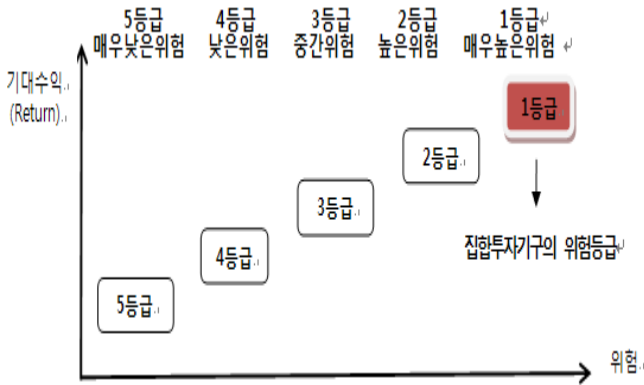 5등급 4등급 3등급 2등급 1등급
매우낮은위험 낮은위험 중간위험 높은위험 매우높은위험
기대수익
(Return)
1등급
2등급
3등급
집합투자기구의 위험등급
4등급
5등급
위험